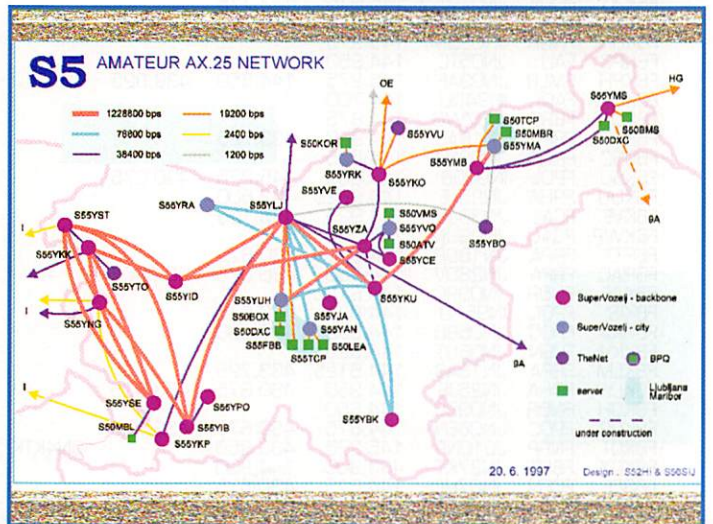 S5 AMATEUR AX.25 NETWORK
1228800 bps
76800 bps
38400 bps
19200 bps
2400 bps
1200 bps
OE
HG
S55YMS
S50BMS
S50DXC
9A
S50TCP
S50MBR
S55YMA
S55YMB
S55YBO
S50KOR
S55YRK
S55YVU
S55YKO
S55YVE
S55YRA
S55YLJ
S50VMS
S55YVO
S50ATV
S55YCE
S55YZA
S55YST
I
S55YKK
S55YTO
I
S55YNG
S55YID
S55YUH
S50BOX
S50DXC
S55FBB
S55YJA
S55YAN
S55TCP
S50LEA
S55YKU
9A
I
S55YSE
S50MBL
S55YKP
S55YIB
S55YPO
S55YBK
SuperVozelj - backbone
SuperVozelj - city
TheNet
BPQ
server
Ljubljana
Maribor
under construction
20. 6. 1997
Design : S52HI &